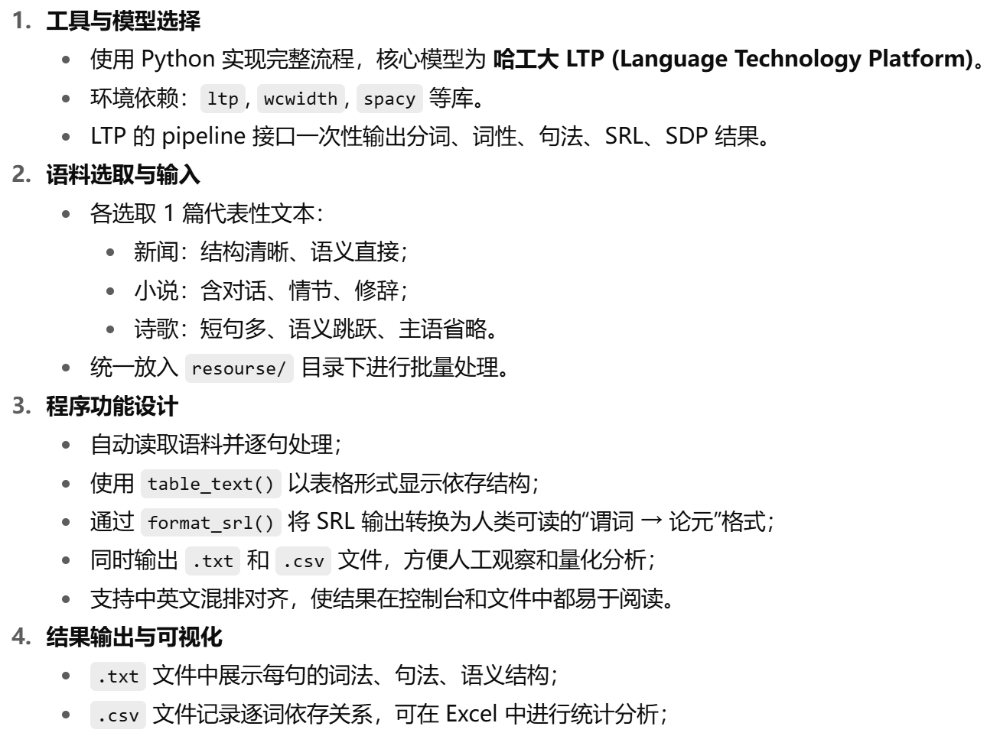 1. 工具与模型选择
• 使用 Python 实现完整流程，核心模型为 哈工大 LTP (Language Technology Platform)。
• 环境依赖：ltp, wcwidth, spacy 等库。
• LTP 的 pipeline 接口一次性输出分词、词性、句法、SRL、SDP 结果。
2. 语料选取与输入
• 各选取 1 篇代表性文本：
• 新闻：结构清晰、语义直接；
• 小说：含对话、情节、修辞；
• 诗歌：短句多、语义跳跃、主语省略。
• 统一放入 resourse/ 目录下进行批量处理。
3. 程序功能设计
• 自动读取语料并逐句处理；
• 使用 table_text() 以表格形式显示依存结构；
• 通过 format_srl() 将 SRL 输出转换为人类可读的“谓词 → 论元”格式；
• 同时输出 .txt 和 .csv 文件，方便人工观察和量化分析；
• 支持中英文混排对齐，使结果在控制台和文件中都易于阅读。
4. 结果输出与可视化
• .txt 文件中展示每句的词法、句法、语义结构；
• .csv 文件记录逐词依存关系，可在 Excel 中进行统计分析；